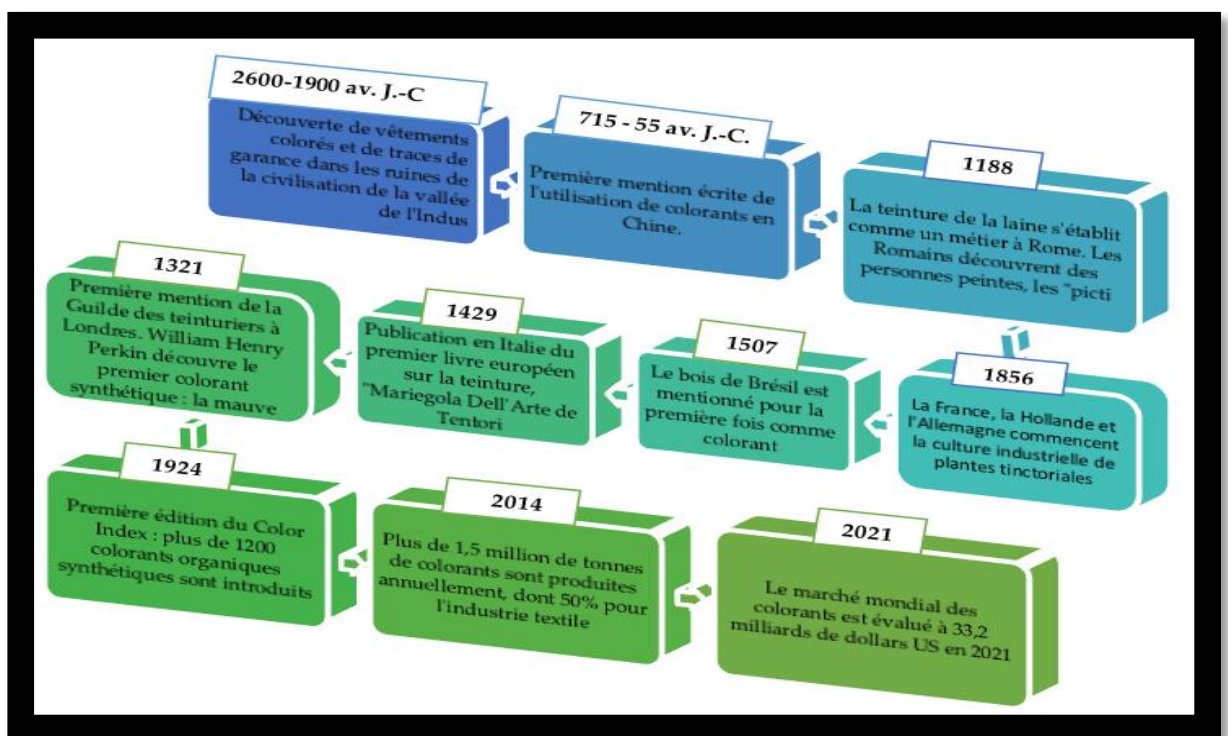 2600-1900 av. J.-C
Découverte de vêtements
colorés et de traces de
garance dans les ruines de
la civilisation de la vallée
de l'Indus
715 - 55 av. J.-C.
Première mention écrite de
l'utilisation de colorants en
Chine.
1188
La teinture de la laine s'établit
comme un métier à Rome. Les
Romains découvrent des
personnes peintes, les "picti
1856
La France, la Hollande et
l'Allemagne commencent
la culture industrielle de
plantes tinctoriales
1507
Le bois de Brésil est
mentionné pour la
première fois comme
colorant
1429
Publication en Italie du
premier livre européen
sur la teinture,
"Mariegola Dell'Arte de
Tentori
1321
Première mention de la
Guilde des teinturiers à
Londres. William Henry
Perkin découvre le
premier colorant
synthétique : la mauve
1924
Première édition du Color
Index : plus de 1200
colorants organiques
synthétiques sont introduits
2014
Plus de 1,5 million de tonnes
de colorants sont produites
annuellement, dont 50% pour
l'industrie textile
2021
Le marché mondial des
colorants est évalué à 33,2
milliards de dollars US en 2021